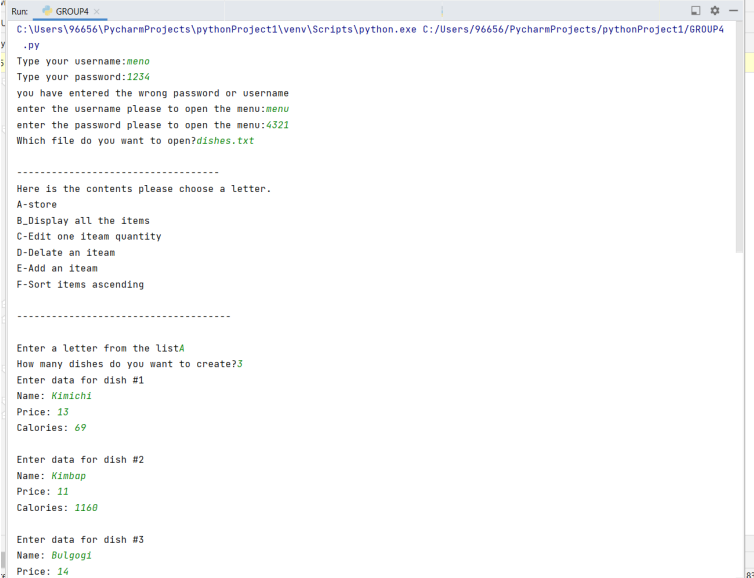 Run: GROUP4
C:\Users\96656\PycharmProjects\pythonProject1\venv\Scripts\python.exe C:/Users/96656/PycharmProjects/pythonProject1/GROUP4
.py
Type your username:meno
Type your password:1234
you have entered the wrong password or username
enter the username please to open the menu:menu
enter the password please to open the menu:4321
Which file do you want to open?dishes.txt
-----------------------------------
Here is the contents please choose a letter.
A-store
B_Display all the items
C-Edit one iteam quantity
D-Delate an iteam
E-Add an iteam
F-Sort items ascending
-------------------------------------
Enter a letter from the listA
How many dishes do you want to create?3
Enter data for dish #1
Name: Kimichi
Price: 13
Calories: 69
Enter data for dish #2
Name: Kimbap
Price: 11
Calories: 1160
Enter data for dish #3
Name: Bulgogi
Price: 14